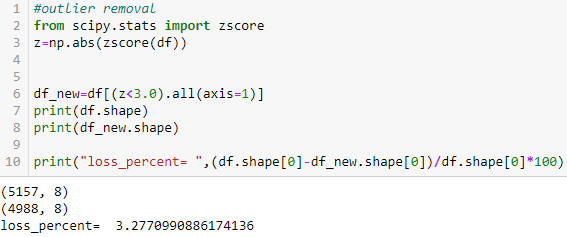 1 #outlier removal
2 from scipy.stats import zscore
3 z=np.abs(zscore(df))
4
5
6 df_new=df[(z<3.0).all(axis=1)]
7 print(df.shape)
8 print(df_new.shape)
9
10 print("loss_percent= ",(df.shape[0]-df_new.shape[0])/df.shape[0]*100)
(5157, 8)
(4988, 8)
loss_percent=  3.2770990886174136